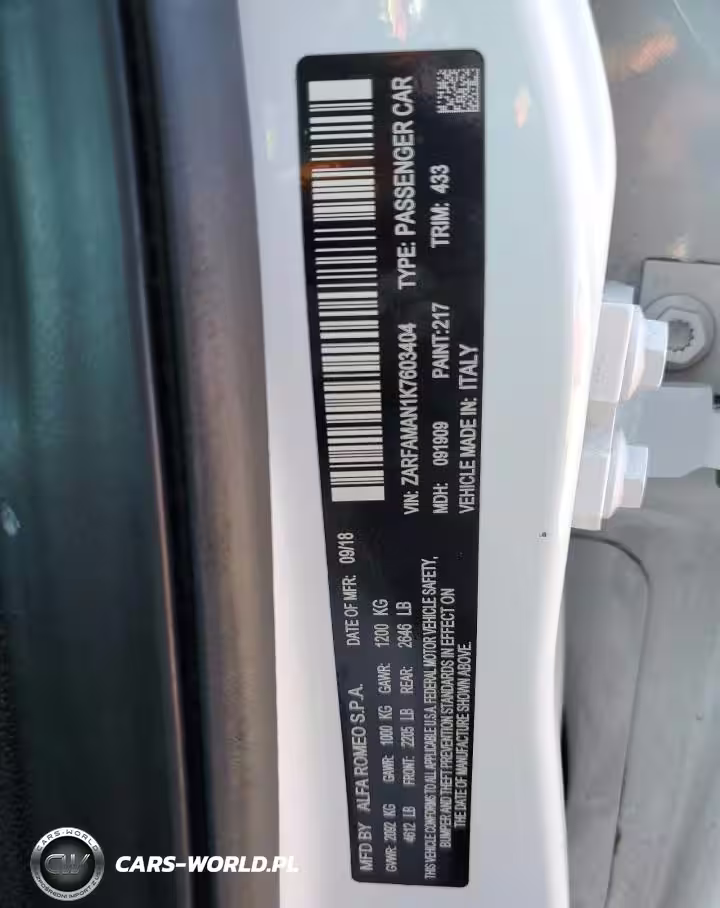 MFD BY ALFA ROMEO S.P.A. DATE OF MFR: 09/18
GVWR: 2092 KG GAWR: 1000 KG GAWR: 1200 KG
4612 LB FRONT: 2205 LB REAR: 2646 LB
THIS VEHICLE CONFORMS TO ALL APPLICABLE U.S.A. FEDERAL MOTOR VEHICLE SAFETY,
BUMPER AND THEFT PREVENTION STANDARDS IN EFFECT ON
THE DATE OF MANUFACTURE SHOWN ABOVE.
VIN: ZARFAMAN1K7603404 TYPE: PASSENGER CAR
MDH: 091909 PAINT:217 TRIM: 433
VEHICLE MADE IN: ITALY
CARS-WORLD
CW
CARS-WORLD.PL